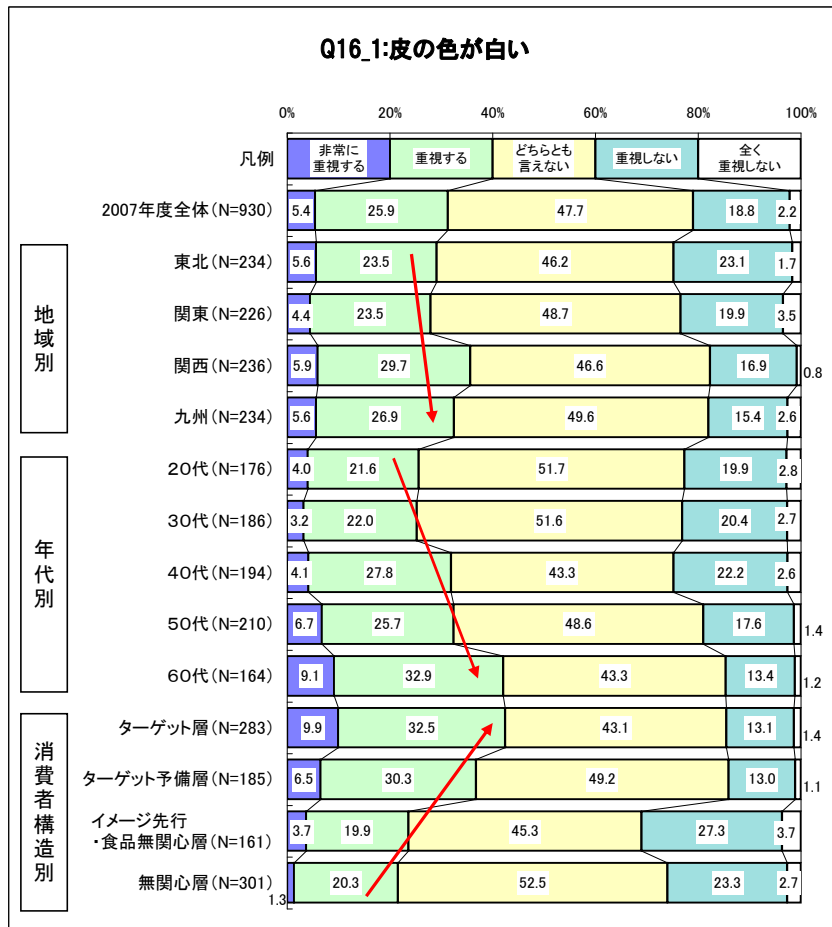 Q16_1:皮の色が白い
0% 20% 40% 60% 80% 100%
凡例
非常に
重視する
重視する
どちらとも
言えない
重視しない
全く
重視しない
2007年度全体(N=930) 5.4 25.9 47.7 18.8 2.2
地域別
東北(N=234) 5.6 23.5 46.2 23.1 1.7
関東(N=226) 4.4 23.5 48.7 19.9 3.5
関西(N=236) 5.9 29.7 46.6 16.9 0.8
九州(N=234) 5.6 26.9 49.6 15.4 2.6
年代別
20代(N=176) 4.0 21.6 51.7 19.9 2.8
30代(N=186) 3.2 22.0 51.6 20.4 2.7
40代(N=194) 4.1 27.8 43.3 22.2 2.6
50代(N=210) 6.7 25.7 48.6 17.6 1.4
60代(N=164) 9.1 32.9 43.3 13.4 1.2
消費者構造別
ターゲット層(N=283) 9.9 32.5 43.1 13.1 1.4
ターゲット予備層(N=185) 6.5 30.3 49.2 13.0 1.1
イメージ先行
・食品無関心層(N=161) 3.7 19.9 45.3 27.3 3.7
無関心層(N=301) 1.3 20.3 52.5 23.3 2.7